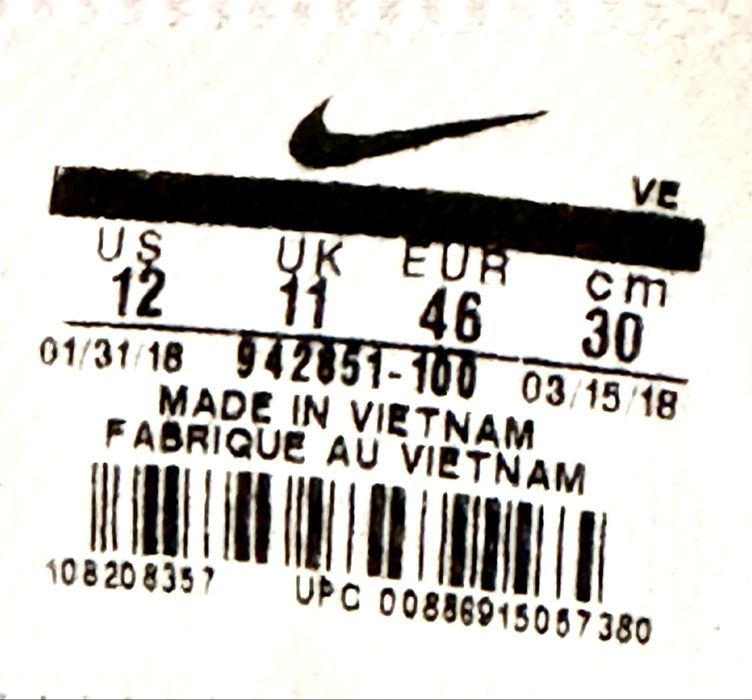 VE
US UK EUR cm
12 11 46 30
01/31/18 942851-100 03/15/18
MADE IN VIETNAM
FABRIQUE AU VIETNAM
108208357 UPC 00886915057380